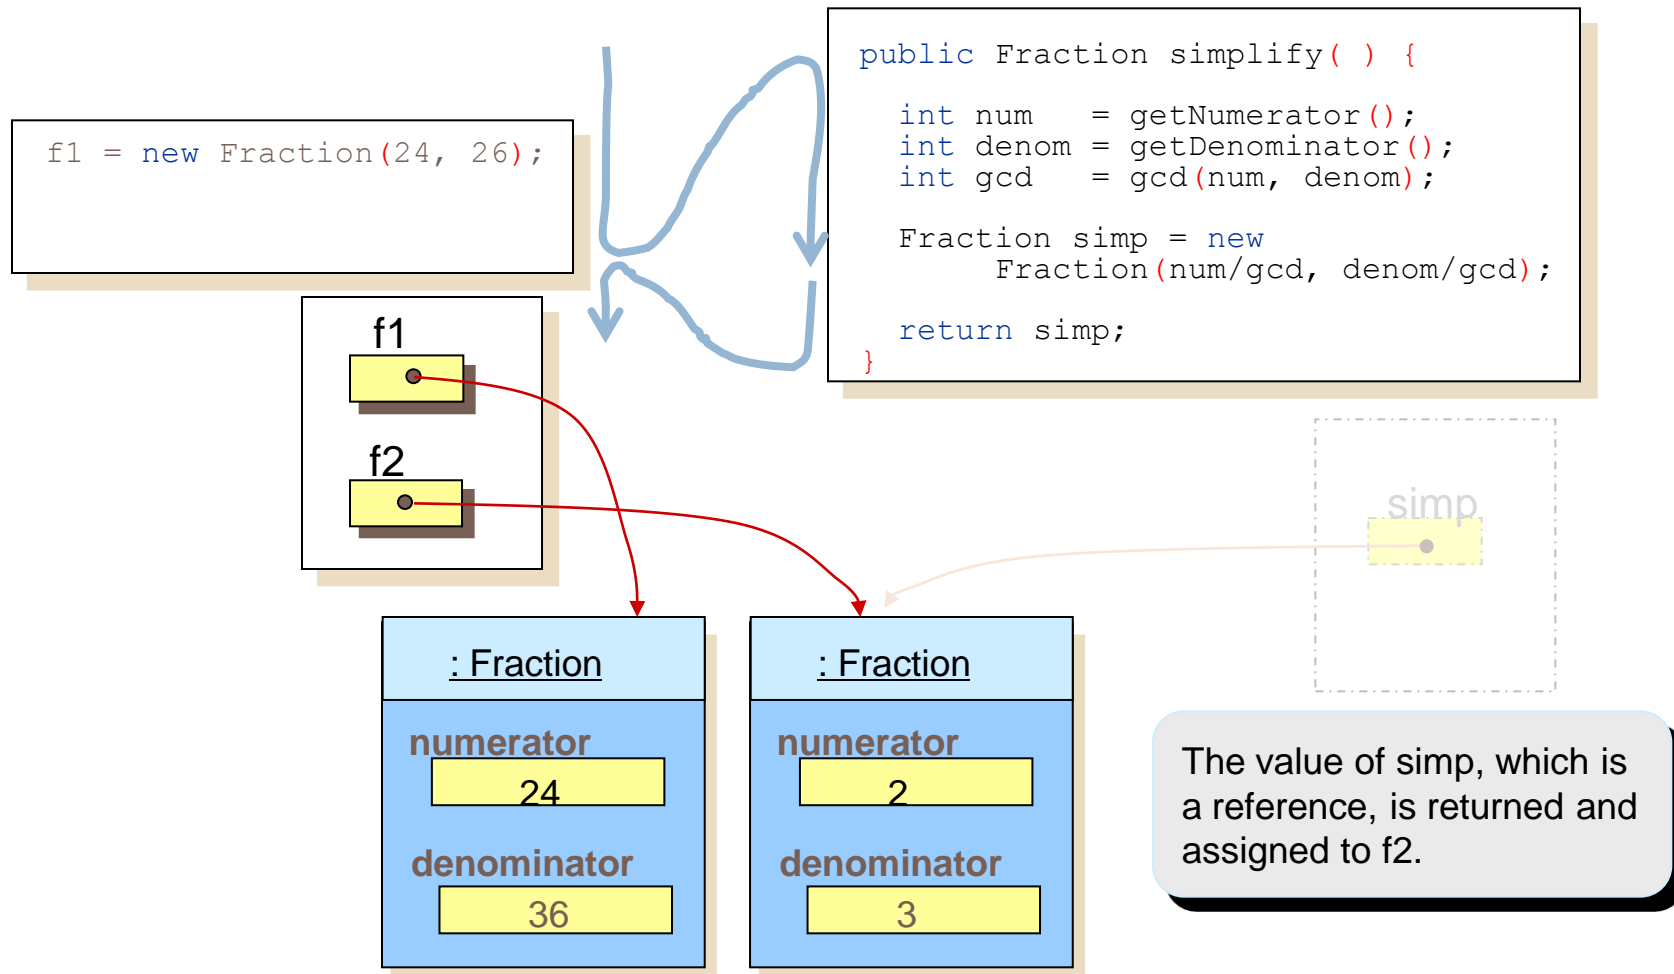 f1 = new Fraction(24, 26);
public Fraction simplify( ) {
int num   = getNumerator();
int denom = getDenominator();
int gcd   = gcd(num, denom);
Fraction simp = new
Fraction(num/gcd, denom/gcd);
return simp;
}
f1
f2
simp
: Fraction
numerator
24
denominator
36
: Fraction
numerator
2
denominator
3
The value of simp, which is
a reference, is returned and
assigned to f2.